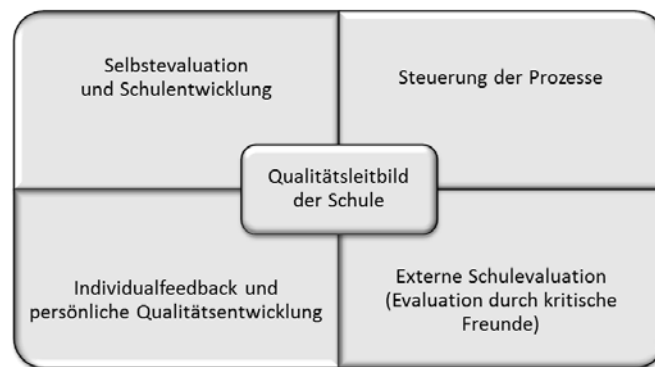 Selbstevaluation
und Schulentwicklung
Steuerung der Prozesse
Qualitätsleitbild
der Schule
Individualfeedback und
persönliche Qualitätsentwicklung
Externe Schulevaluation
(Evaluation durch kritische
Freunde)